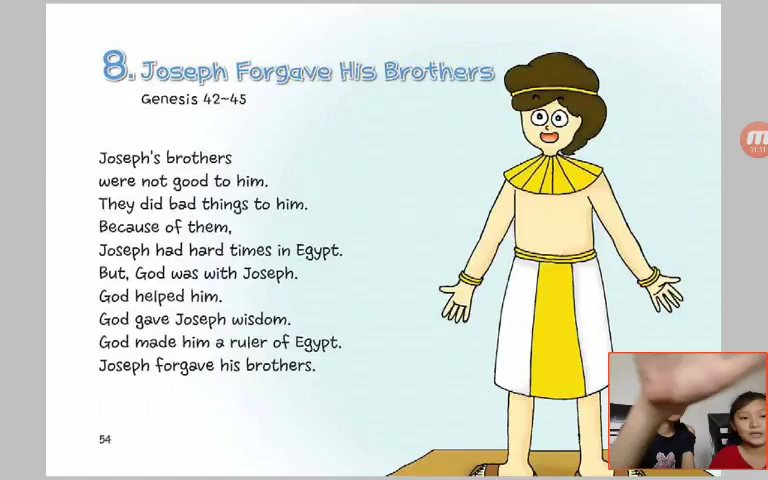 8. Joseph Forgave His Brothers
Genesis 42~45
Joseph's brothers
were not good to him.
They did bad things to him.
Because of them,
Joseph had hard times in Egypt.
But, God was with Joseph.
God helped him.
God gave Joseph wisdom.
God made him a ruler of Egypt.
Joseph forgave his brothers.
54
11:11